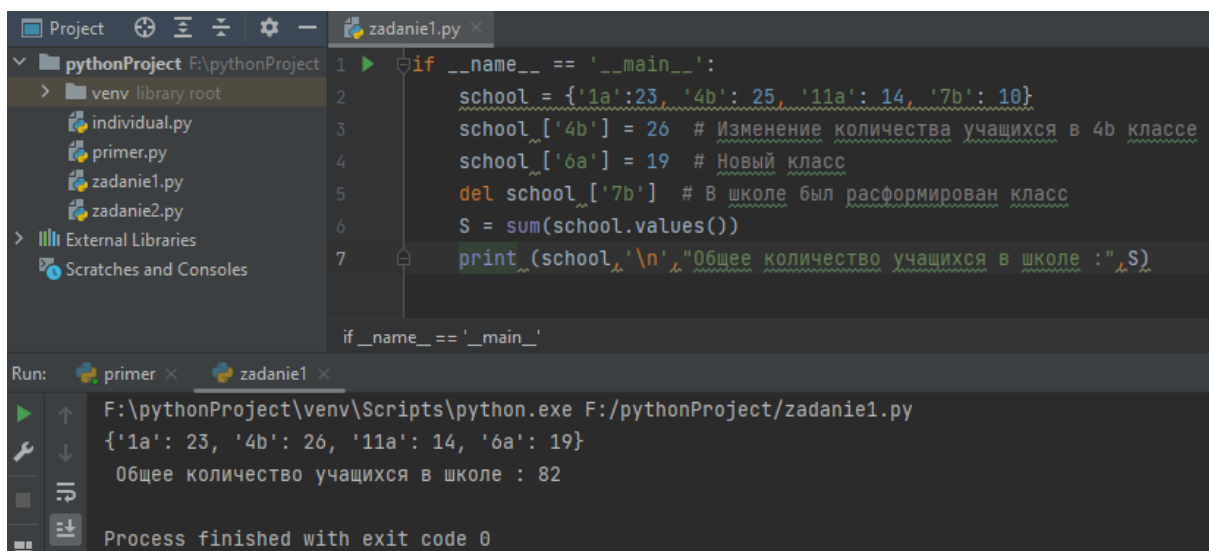 Project
zadanie1.py
pythonProject F:\pythonProject
venv library root
individual.py
primer.py
zadanie1.py
zadanie2.py
External Libraries
Scratches and Consoles
1 if __name__ == '__main__':
2 school = {'1a':23, '4b': 25, '11a': 14, '7b': 10}
3 school ['4b'] = 26 # Изменение количества учащихся в 4b классе
4 school ['6a'] = 19 # Новый класс
5 del school ['7b'] # В школе был расформирован класс
6 S = sum(school.values())
7 print (school,'\n',"Общее количество учащихся в школе :",S)
if __name__ == '__main__'
Run: primer zadanie1
F:\pythonProject\venv\Scripts\python.exe F:/pythonProject/zadanie1.py
{'1a': 23, '4b': 26, '11a': 14, '6a': 19}
Общее количество учащихся в школе : 82
Process finished with exit code 0